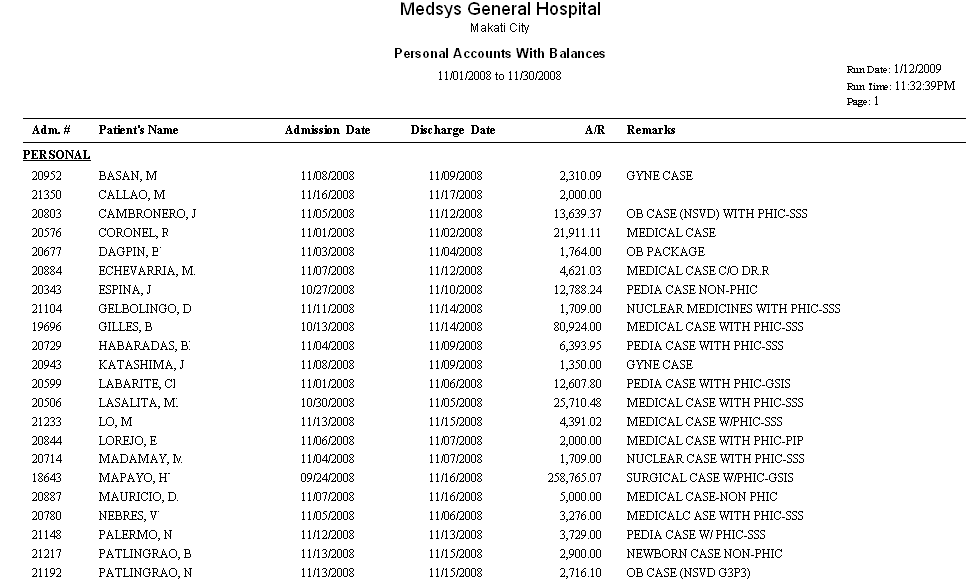 Medsys General Hospital
Makati City
Personal Accounts With Balances
11/01/2008 to 11/30/2008
Run Date: 1/12/2009
Run Time: 11:32:39PM
Page: 1
Adm. # Patient's Name Admission Date Discharge Date A/R Remarks
PERSONAL
20952 BASAN, M 11/08/2008 11/09/2008 2,310.09 GYNE CASE
21350 CALLAO, M 11/16/2008 11/17/2008 2,000.00
20803 CAMBRONERO, J 11/05/2008 11/12/2008 13,639.37 OB CASE (NSVD) WITH PHIC-SSS
20576 CORONEL, R 11/01/2008 11/02/2008 21,911.11 MEDICAL CASE
20677 DAGPIN, 11/03/2008 11/04/2008 1,764.00 OB PACKAGE
20884 ECHEVARRIA, M. 11/07/2008 11/12/2008 4,621.03 MEDICAL CASE C/O DR.R
20343 ESPINA, J 10/27/2008 11/10/2008 12,788.24 PEDIA CASE NON-PHIC
21104 GELBOLINGO, D 11/11/2008 11/14/2008 1,709.00 NUCLEAR MEDICINES WITH PHIC-SSS
19696 GILLES, B 10/13/2008 11/14/2008 80,924.00 MEDICAL CASE WITH PHIC-SSS
20729 HABARADAS, B. 11/04/2008 11/09/2008 6,393.95 PEDIA CASE WITH PHIC-SSS
20943 KATASHIMA, J 11/08/2008 11/09/2008 1,350.00 GYNE CASE
20599 LABARITE, 11/01/2008 11/06/2008 12,607.80 PEDIA CASE WITH PHIC-GSIS
20506 LASALITA, M. 10/30/2008 11/05/2008 25,710.48 MEDICAL CASE WITH PHIC-SSS
21233 LO, M 11/13/2008 11/15/2008 4,391.02 MEDICAL CASE W/PHIC-SSS
20844 LOREJO, E 11/06/2008 11/07/2008 2,000.00 MEDICAL CASE WITH PHIC-PIP
20714 MADAMAY, 11/04/2008 11/07/2008 1,709.00 NUCLEAR CASE WITH PHIC-SSS
18643 MAPAYO, H 09/24/2008 11/16/2008 258,765.07 SURGICAL CASE W/PHIC-GSIS
20887 MAURICIO, D. 11/07/2008 11/16/2008 5,000.00 MEDICAL CASE-NON PHIC
20780 NEBRES, V 11/05/2008 11/06/2008 3,276.00 MEDICALC ASE WITH PHIC-SSS
21148 PALERMO, N 11/12/2008 11/13/2008 3,729.00 PEDIA CASE W/ PHIC-SSS
21217 PATLINGRAO, B 11/13/2008 11/15/2008 2,900.00 NEWBORN CASE NON-PHIC
21192 PATLINGRAO, N 11/13/2008 11/15/2008 2,716.10 OB CASE (NSVD G3P3)